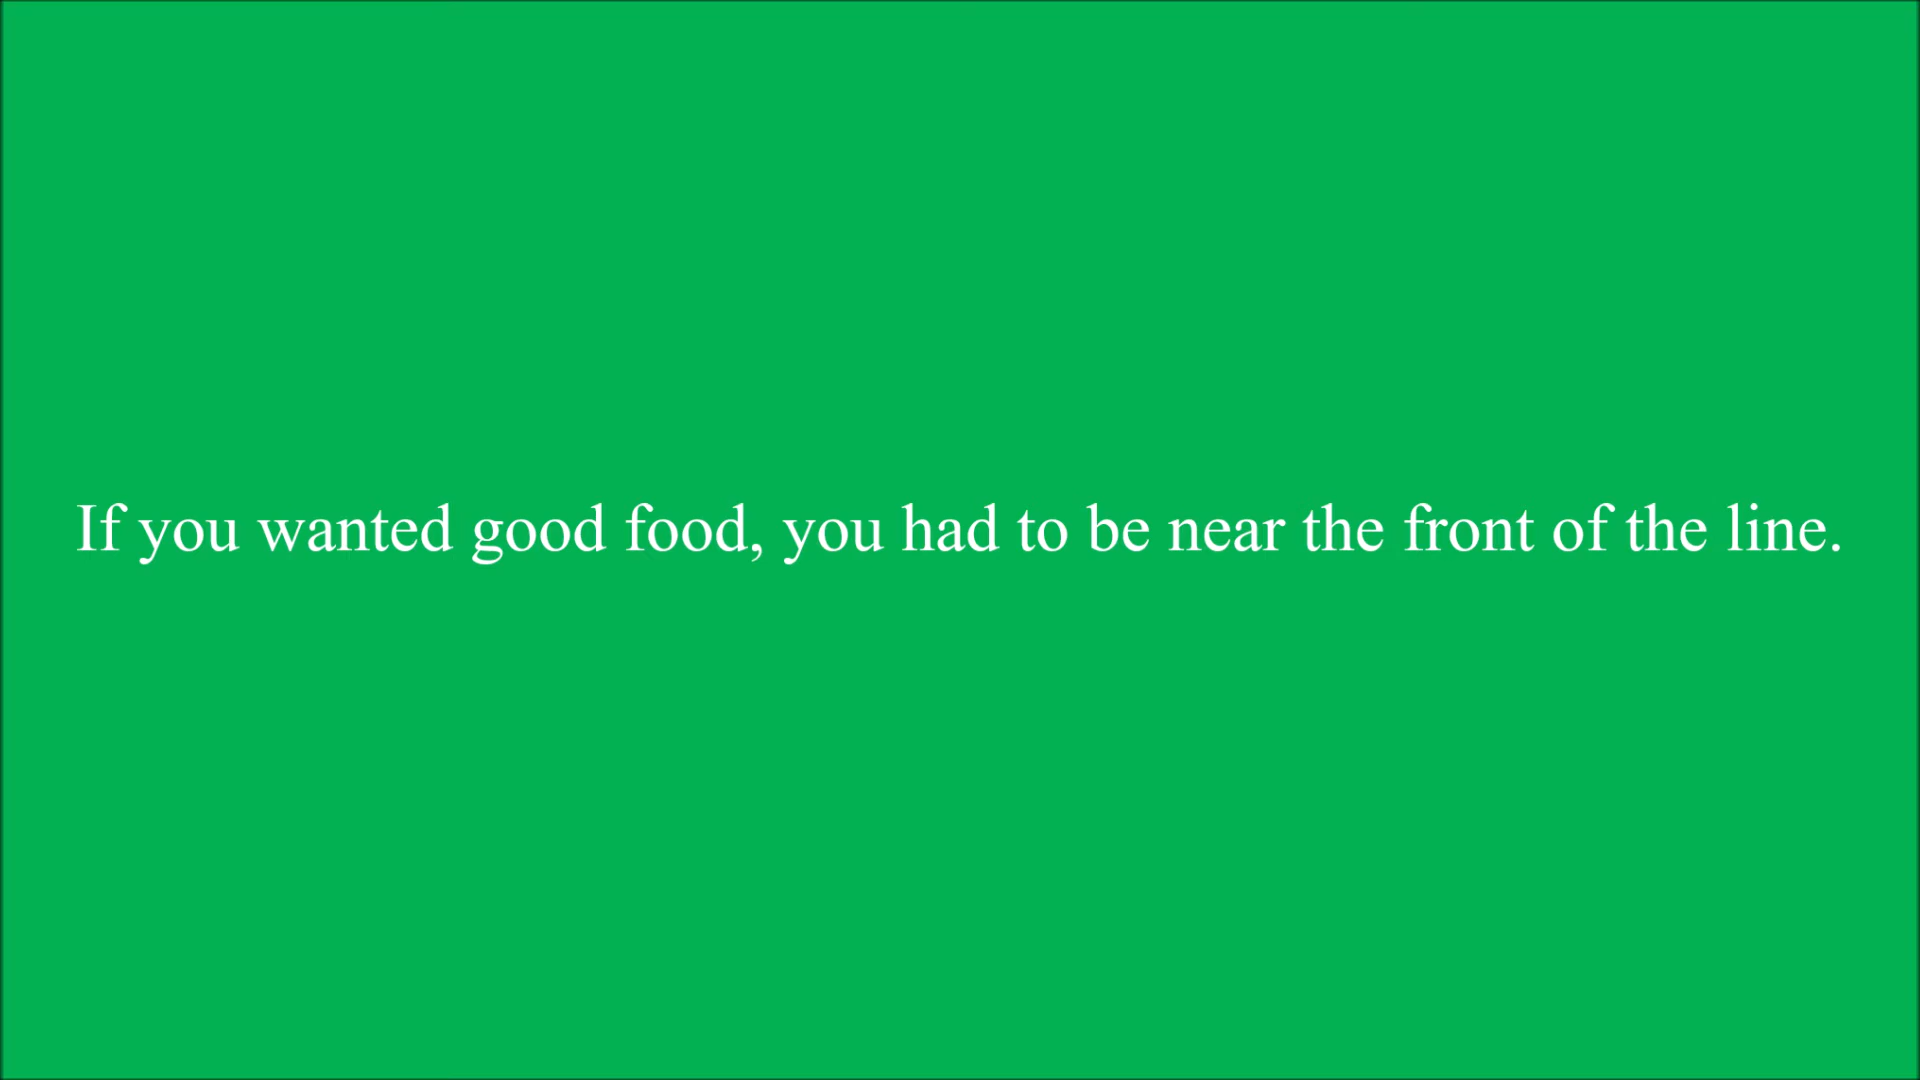 If you wanted good food, you had to be near the front of the line.